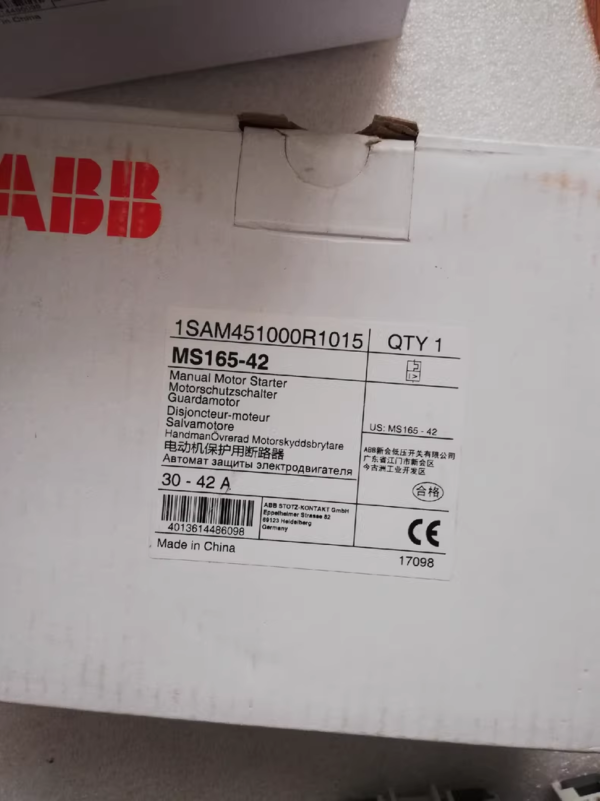 in China
ABB
1SAM451000R1015
QTY 1
MS165-42
Manual Motor Starter
Motorschutzschalter
Guardamotor
Disjoncteur-moteur
Salvamotore
HandmanÖvrerad Motorskyddsbrytare
电动机保护用断路器
Автомат защиты электродвигателя
30 - 42 A
US: MS165 - 42
ABB新会低压开关有限公司
广东省江门市新会区
今古洲工业开发区
合格
4013614486098
ABB STOTZ-KONTAKT GmbH
Eppelheimer Strasse 82
69123 Heidelberg
Germany
CE
Made in China
17098